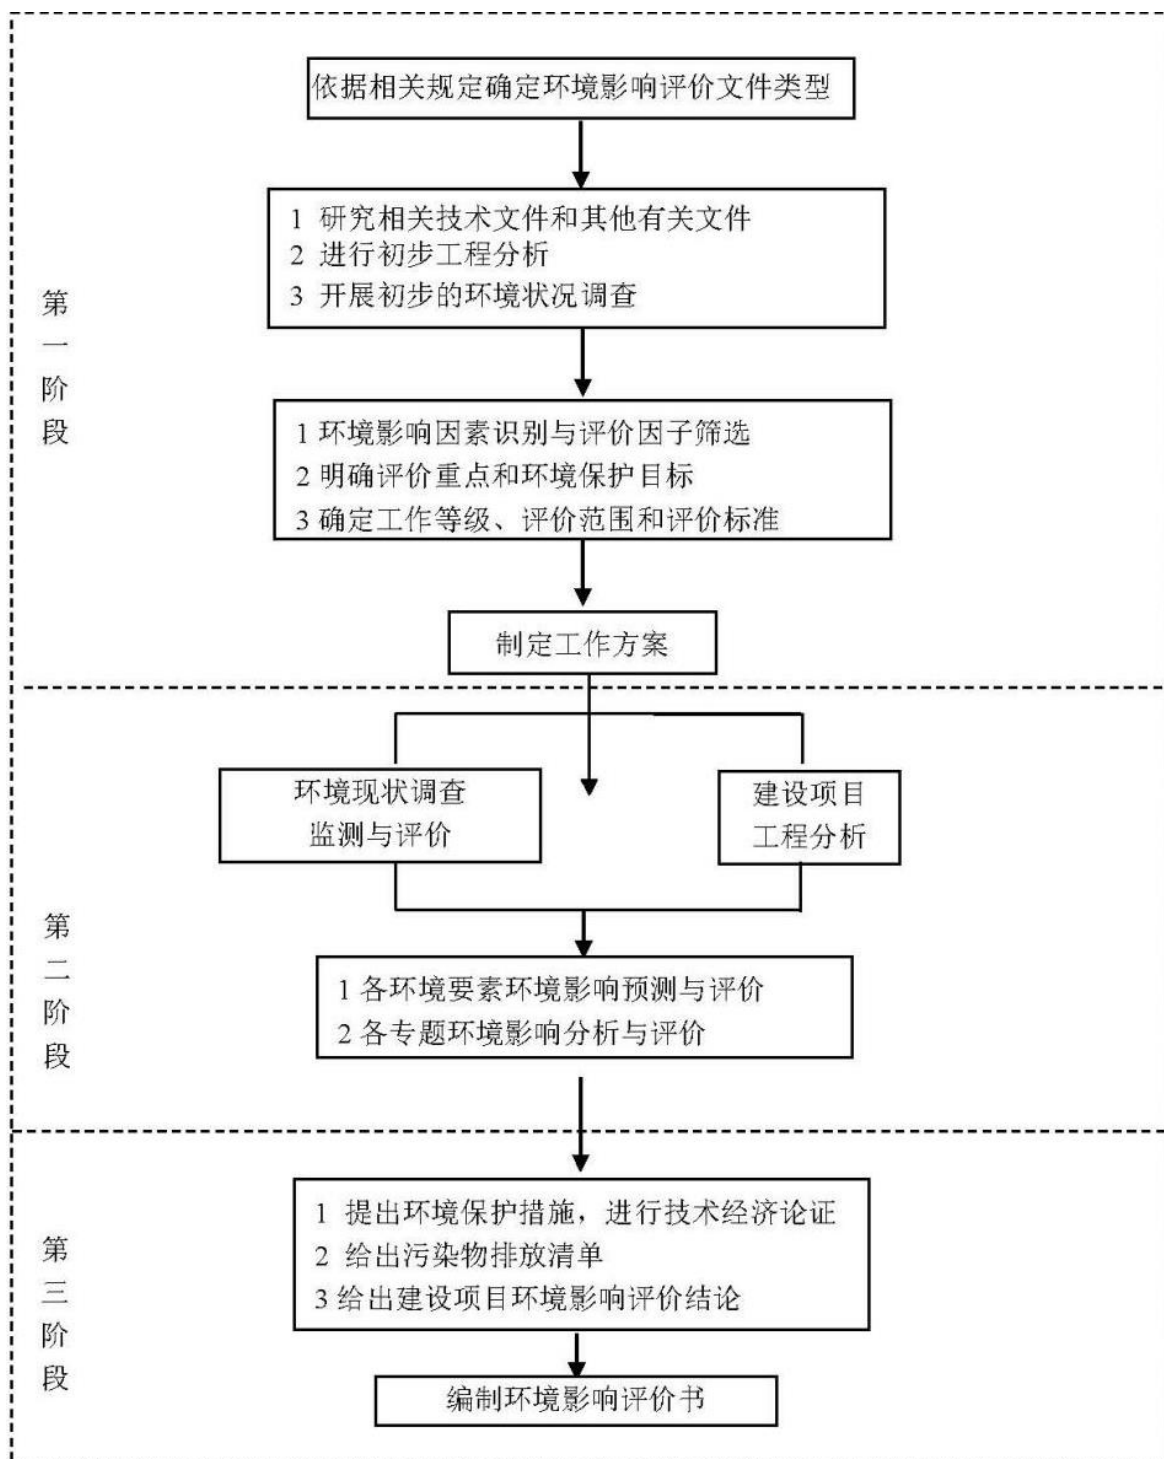 依据相关规定确定环境影响评价文件类型
1 研究相关技术文件和其他有关文件
2 进行初步工程分析
3 开展初步的环境状况调查
第一阶段
1 环境影响因素识别与评价因子筛选
2 明确评价重点和环境保护目标
3 确定工作等级、评价范围和评价标准
制定工作方案
环境现状调查
监测与评价
建设项目
工程分析
第二阶段
1 各环境要素环境影响预测与评价
2 各专题环境影响分析与评价
1 提出环境保护措施，进行技术经济论证
2 给出污染物排放清单
3 给出建设项目环境影响评价结论
第三阶段
编制环境影响评价书